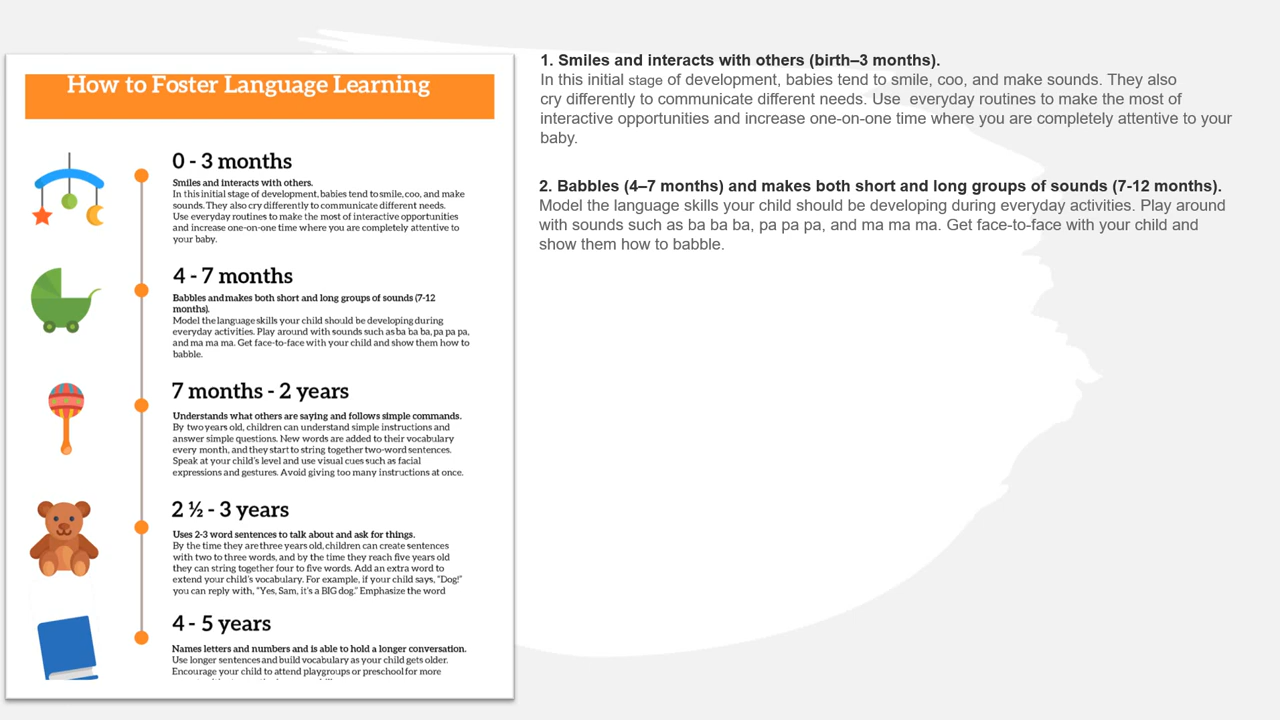 How to Foster Language Learning
0 - 3 months
Smiles and interacts with others.
In this initial stage of development, babies tend to smile, coo, and make
sounds. They also cry differently to communicate different needs.
Use everyday routines to make the most of interactive opportunities
and increase one-on-one time where you are completely attentive to
your baby.
4 - 7 months
Babbles and makes both short and long groups of sounds (7-12
months).
Model the language skills your child should be developing during
everyday activities. Play around with sounds such as ba ba ba, pa pa pa,
and ma ma ma. Get face-to-face with your child and show them how to
babble.
7 months - 2 years
Understands what others are saying and follows simple commands.
By two years old, children can understand simple instructions and
answer simple questions. New words are added to their vocabulary
every month, and they start to string together two-word sentences.
Speak at your child's level and use visual cues such as facial
expressions and gestures. Avoid giving too many instructions at once.
2 ½ - 3 years
Uses 2-3 word sentences to talk about and ask for things.
By the time they are three years old, children can create sentences
with two to three words, and by the time they reach five years old
they can string together four to five words. Add an extra word to
extend your child's vocabulary. For example, if your child says, "Dog!"
you can reply with, "Yes, Sam, it's a BIG dog." Emphasize the word
4 - 5 years
Names letters and numbers and is able to hold a longer conversation.
Use longer sentences and build vocabulary as your child gets older.
Encourage your child to attend playgroups or preschool for more
1. Smiles and interacts with others (birth–3 months).
In this initial stage of development, babies tend to smile, coo, and make sounds. They also
cry differently to communicate different needs. Use  everyday routines to make the most of
interactive opportunities and increase one-on-one time where you are completely attentive to your
baby.
2. Babbles (4–7 months) and makes both short and long groups of sounds (7-12 months).
Model the language skills your child should be developing during everyday activities. Play around
with sounds such as ba ba ba, pa pa pa, and ma ma ma. Get face-to-face with your child and
show them how to babble.